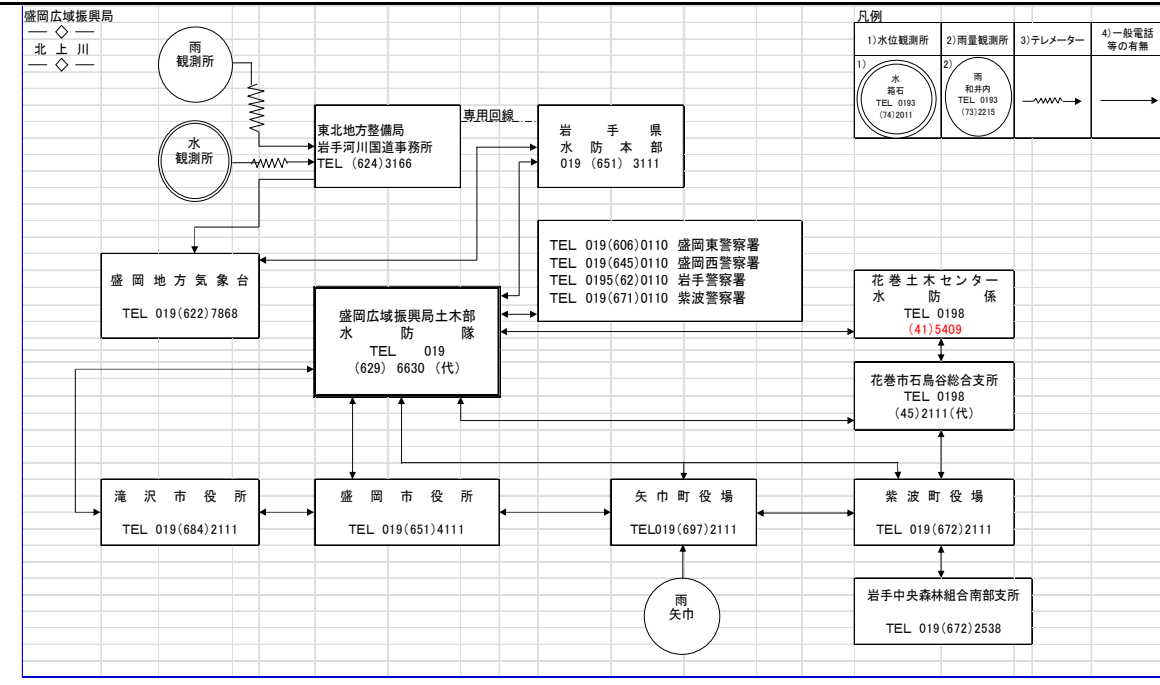 盛岡広域振興局
北 上 川
雨
観測所
水
観測所
東北地方整備局
岩手河川国道事務所
TEL (624)3166
専用回線
岩 手 県
水 防 本 部
019 (651) 3111
凡例
1)水位観測所
2)雨量観測所
3)テレメーター
4)一般電話
等の有無
1)
水
箱石
TEL 0193
(74)2011
2)
雨
和井内
TEL 0193
(73)2215
盛 岡 地 方 気 象 台
TEL 019(622)7868
TEL 019(606)0110 盛岡東警察署
TEL 019(645)0110 盛岡西警察署
TEL 0195(62)0110 岩手警察署
TEL 019(671)0110 紫波警察署
盛岡広域振興局土木部
水 防 隊
TEL 019
(629) 6630 (代)
花 巻 土 木 セ ン タ ー
水 防 係
TEL 0198
(41)5409
花巻市石鳥谷総合支所
TEL 0198
(45)2111(代)
滝 沢 市 役 所
TEL 019(684)2111
盛 岡 市 役 所
TEL 019(651)4111
矢 巾 町 役 場
TEL019(697)2111
紫 波 町 役 場
TEL 019(672)2111
雨
矢巾
岩手中央森林組合南部支所
TEL 019(672)2538